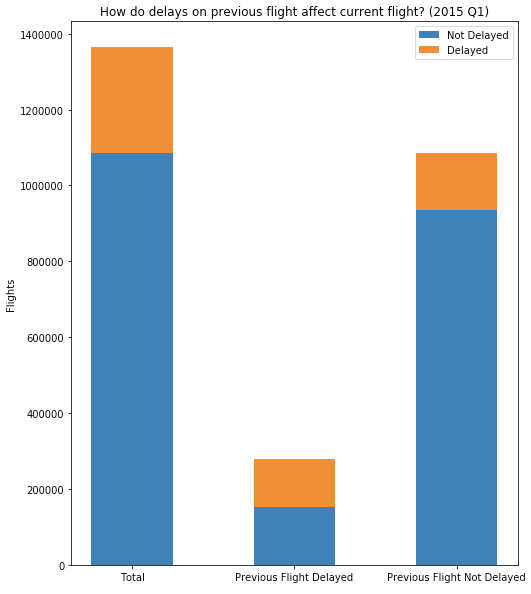 How do delays on previous flight affect current flight? (2015 Q1)
Not Delayed
Delayed
1400000
1200000
1000000
800000
600000
400000
200000
0
Flights
Total
Previous Flight Delayed
Previous Flight Not Delayed